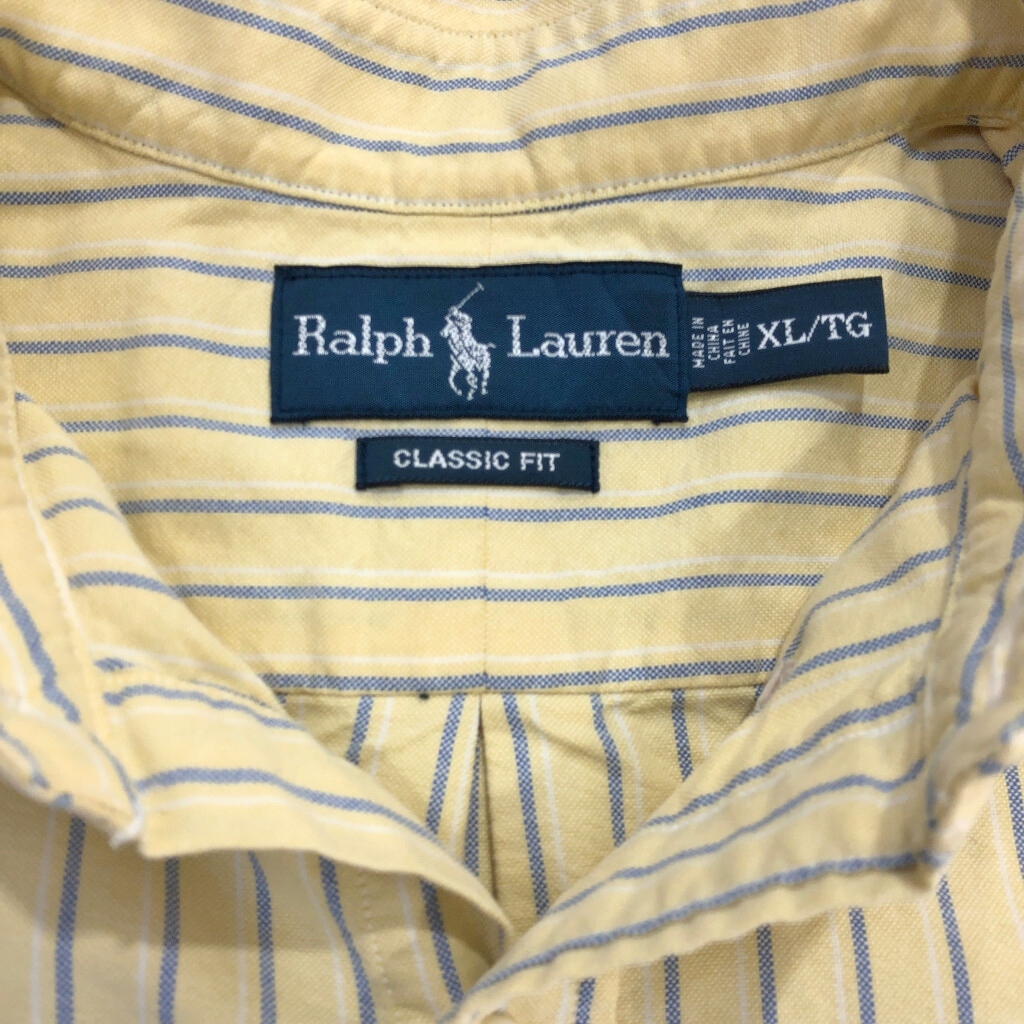 Ralph Lauren
MADE IN
CHINA
FAIT EN
CHINE
XL/TG
CLASSIC FIT